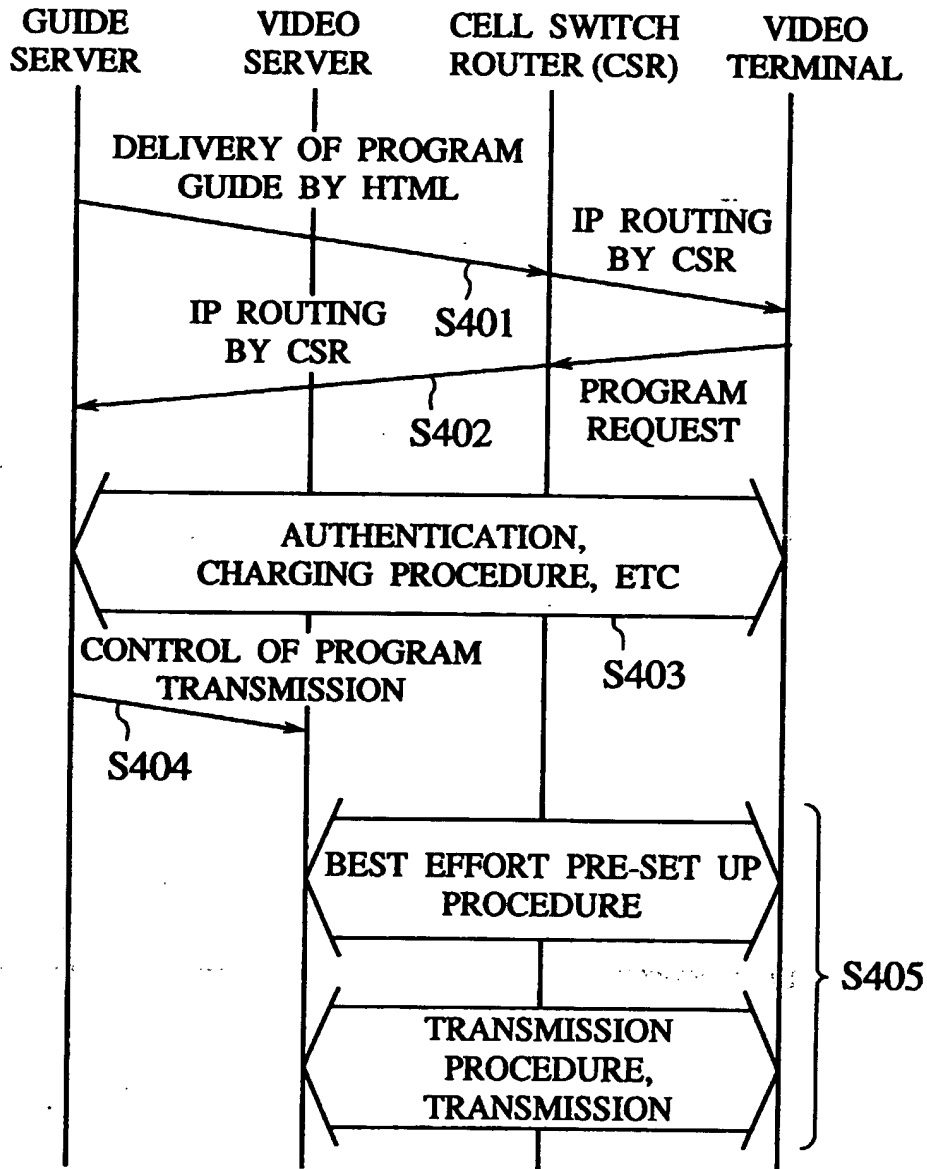 GUIDE
SERVER
VIDEO
SERVER
CELL SWITCH
ROUTER (CSR)
VIDEO
TERMINAL
DELIVERY OF PROGRAM
GUIDE BY HTML
IP ROUTING
BY CSR
S401
IP ROUTING
BY CSR
PROGRAM
REQUEST
S402
AUTHENTICATION,
CHARGING PROCEDURE, ETC
S403
CONTROL OF PROGRAM
TRANSMISSION
S404
BEST EFFORT PRE-SET UP
PROCEDURE
S405
TRANSMISSION
PROCEDURE,
TRANSMISSION